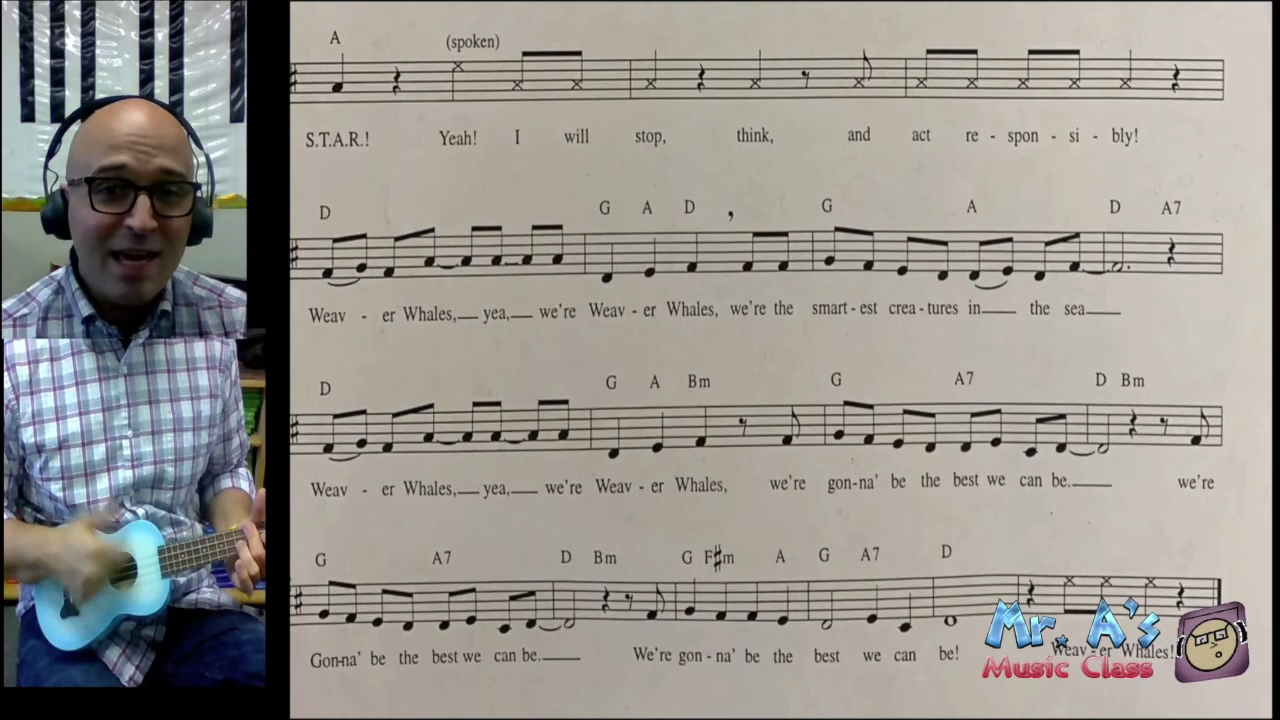 A (spoken)
S.T.A.R.! Yeah! I will stop, think, and act re - spon - si - bly!
D G A D , G A D A7
Weav - er Whales, yea, we're Weav - er Whales, we're the smart - est crea - tures in the sea
D G A Bm G A7 D Bm
Weav - er Whales, yea, we're Weav - er Whales, we're gon-na' be the best we can be. we're
G A7 D Bm G F#m A G A7 D
Gon-na' be the best we can be. We're gon - na' be the best we can be! Weav - er Whales!
Mr. A's
Music Class